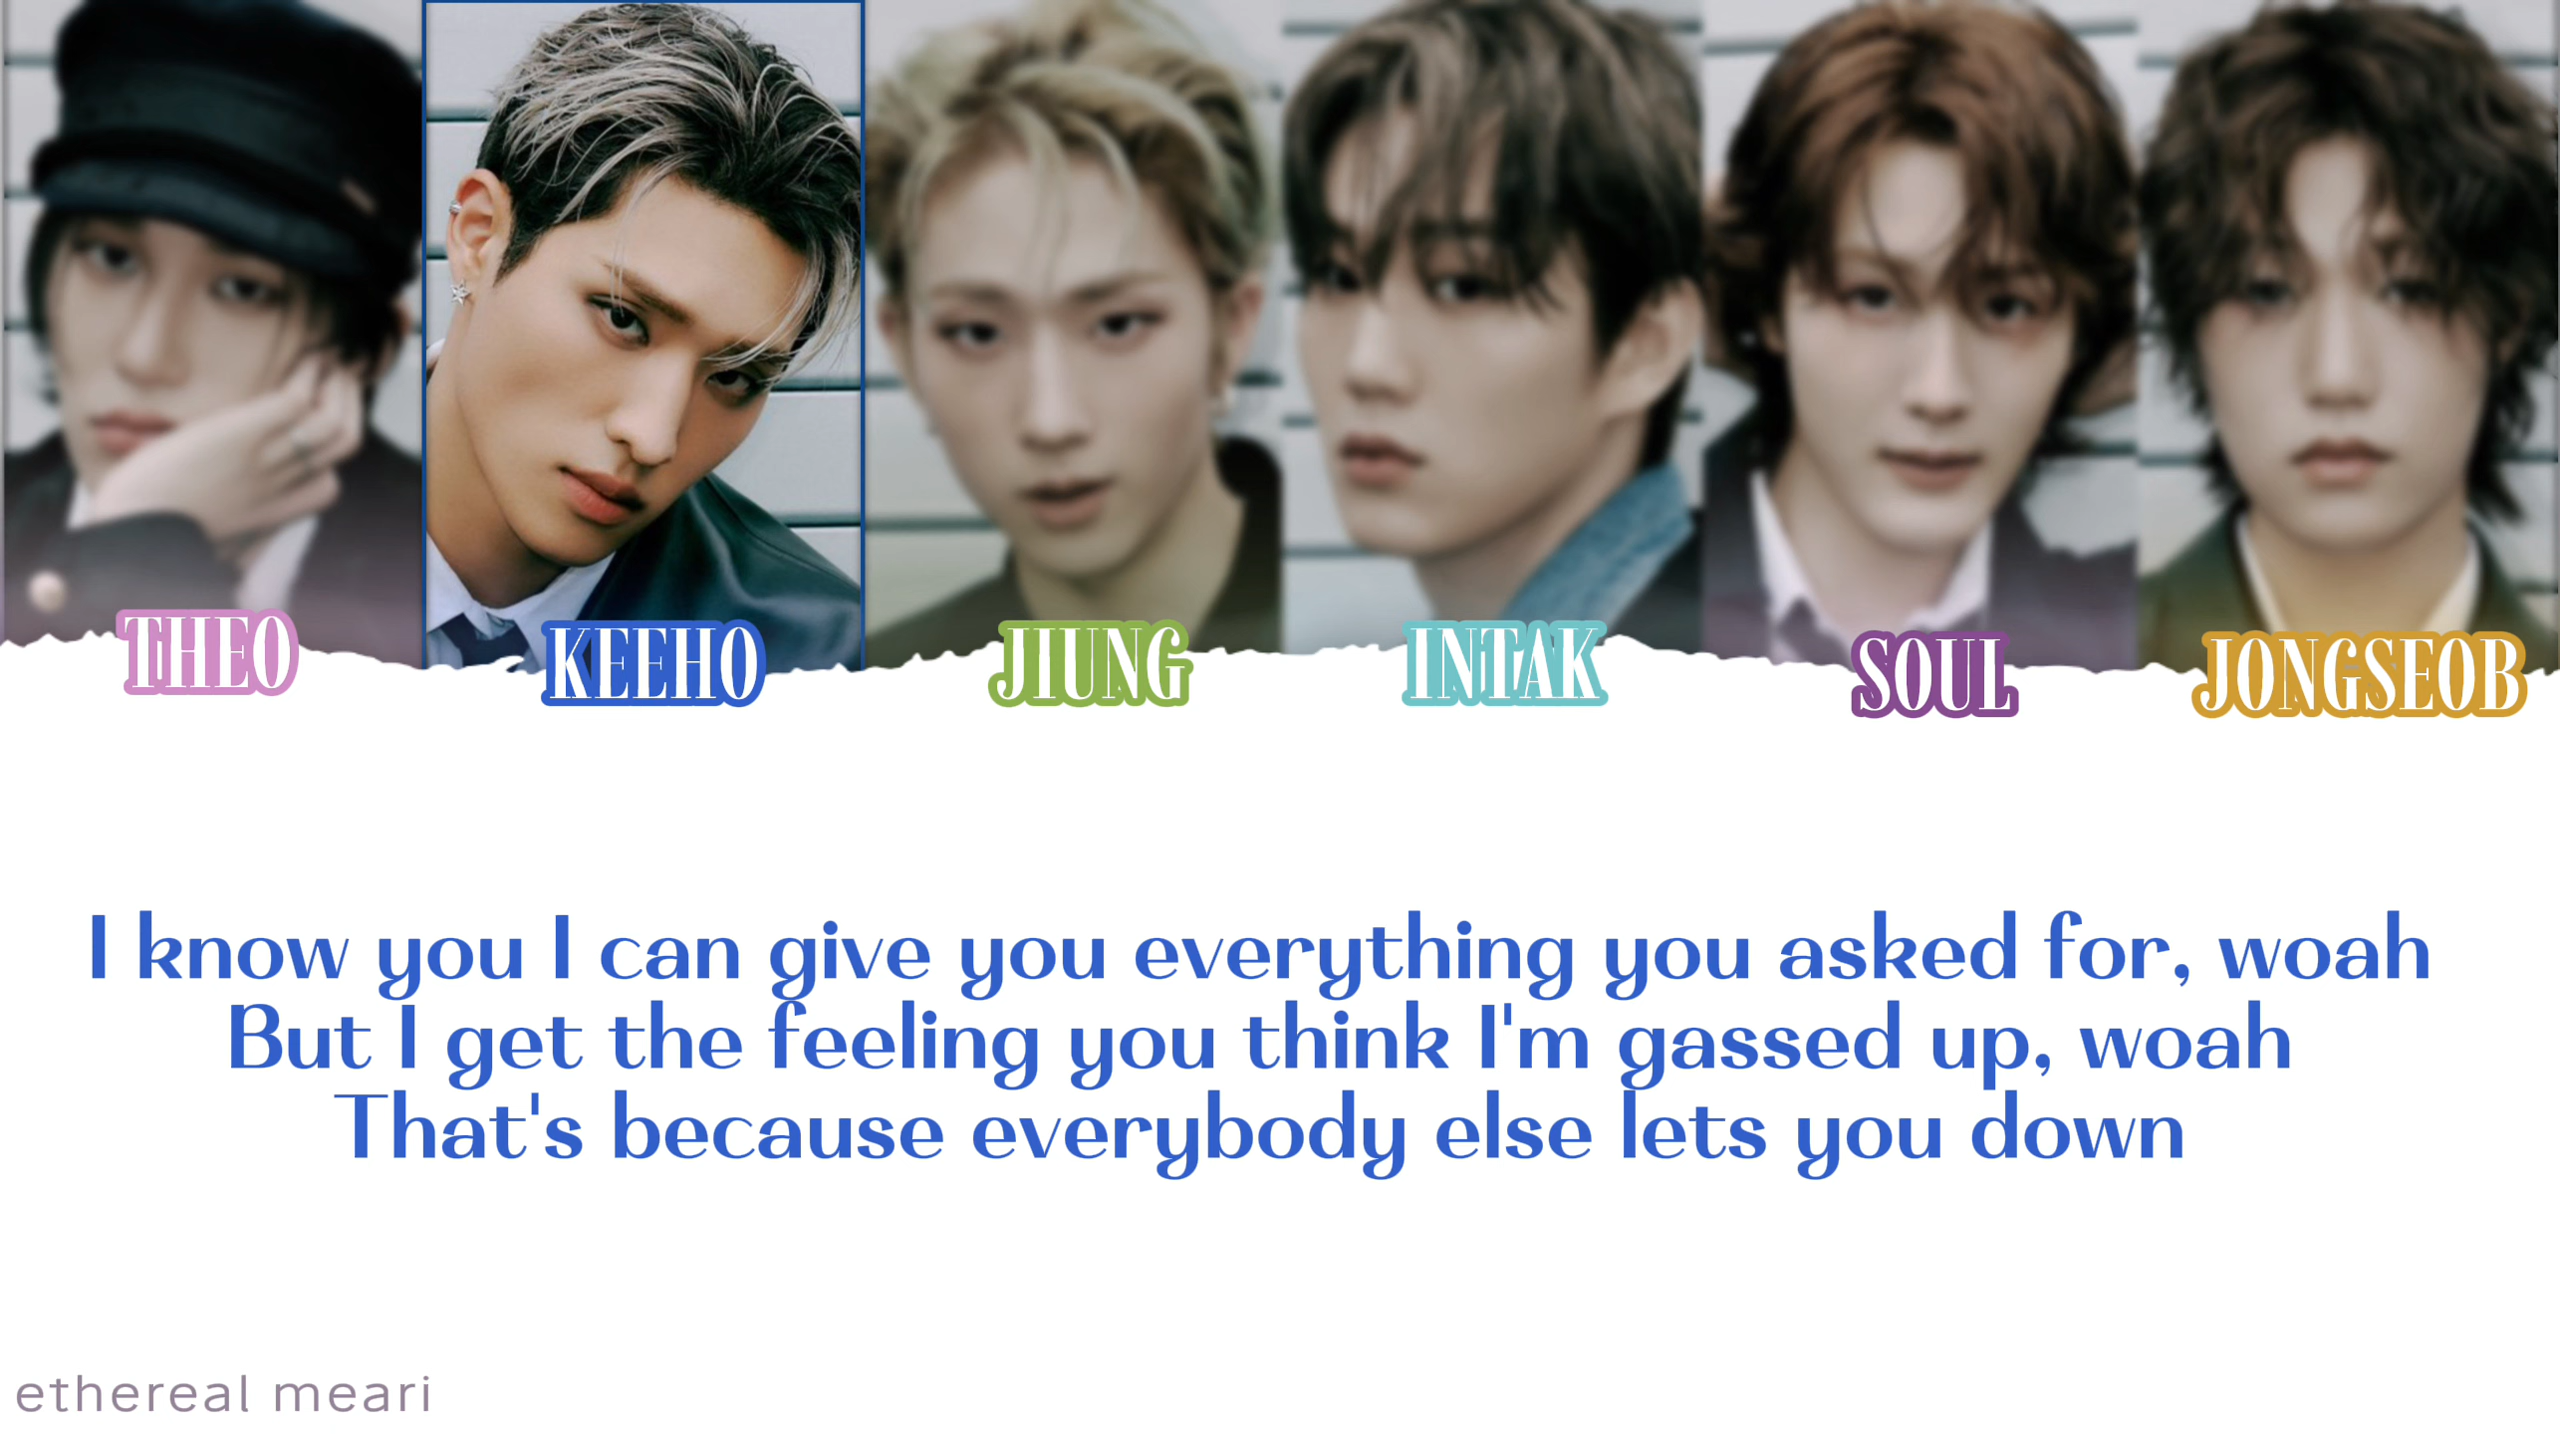 THEO KEEHO JIUNG INTAK SOUL JONGSEOB
I know you I can give you everything you asked for, woah
But I get the feeling you think I'm gassed up, woah
That's because everybody else lets you down
ethereal meari